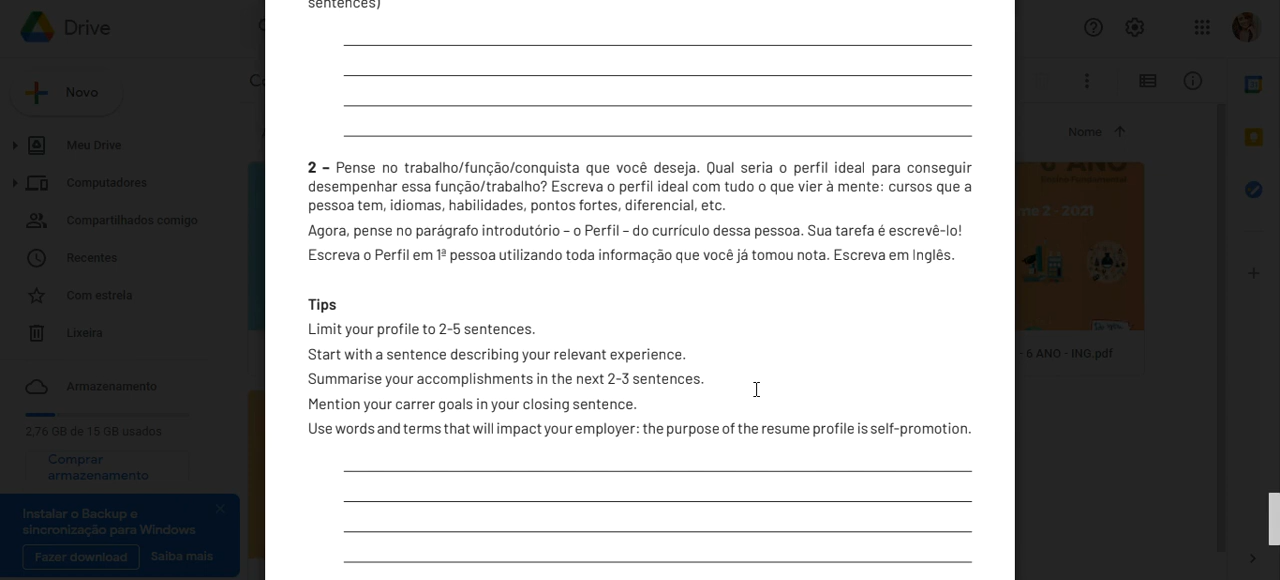 sentences)
Drive
Novo
Meu Drive
Computadores
Compartilhados comigo
Recentes
Com estrela
Lixeira
Armazenamento
2,76 GB de 15 GB usados
Comprar
armazenamento
Instalar o Backup e
sincronização para Windows
Fazer download
Saiba mais
2 – Pense no trabalho/função/conquista que você deseja. Qual seria o perfil ideal para conseguir
desempenhar essa função/trabalho? Escreva o perfil ideal com tudo o que vier à mente: cursos que a
pessoa tem, idiomas, habilidades, pontos fortes, diferencial, etc.
Agora, pense no parágrafo introdutório – o Perfil – do currículo dessa pessoa. Sua tarefa é escrevê-lo!
Escreva o Perfil em 1ª pessoa utilizando toda informação que você já tomou nota. Escreva em Inglês.
Tips
Limit your profile to 2-5 sentences.
Start with a sentence describing your relevant experience.
Summarise your accomplishments in the next 2-3 sentences.
Mention your carrer goals in your closing sentence.
Use words and terms that will impact your employer: the purpose of the resume profile is self-promotion.
Nome
6º ANO
me 2 - 2021
- 6 ANO - ING.pdf